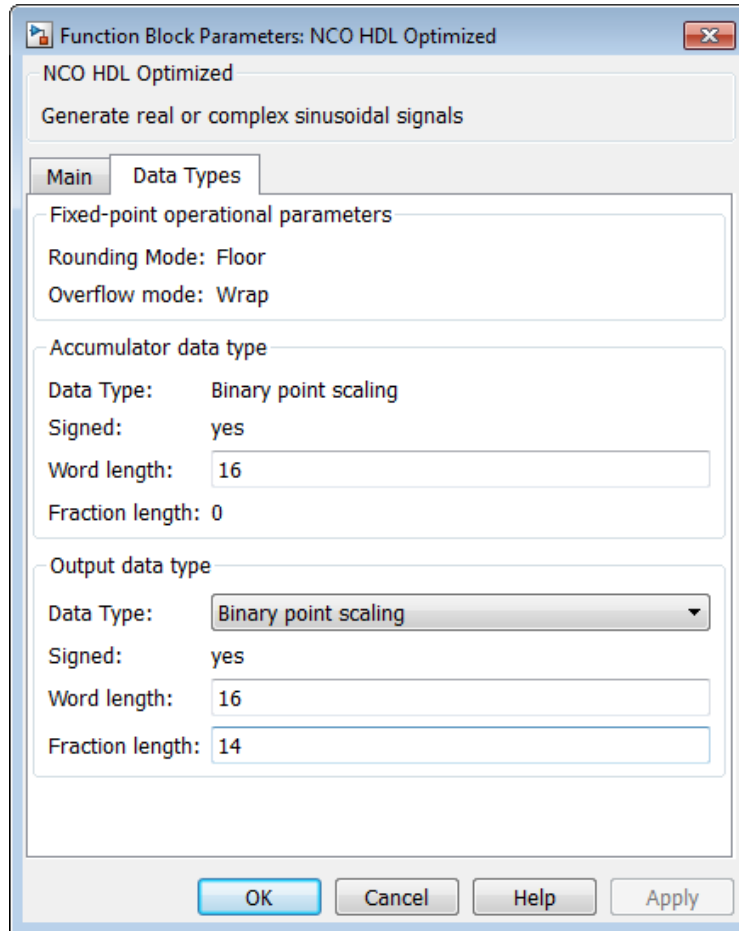 Function Block Parameters: NCO HDL Optimized
NCO HDL Optimized
Generate real or complex sinusoidal signals
Main Data Types
Fixed-point operational parameters
Rounding Mode: Floor
Overflow mode: Wrap
Accumulator data type
Data Type: Binary point scaling
Signed: yes
Word length: 16
Fraction length: 0
Output data type
Data Type: Binary point scaling
Signed: yes
Word length: 16
Fraction length: 14
OK Cancel Help Apply